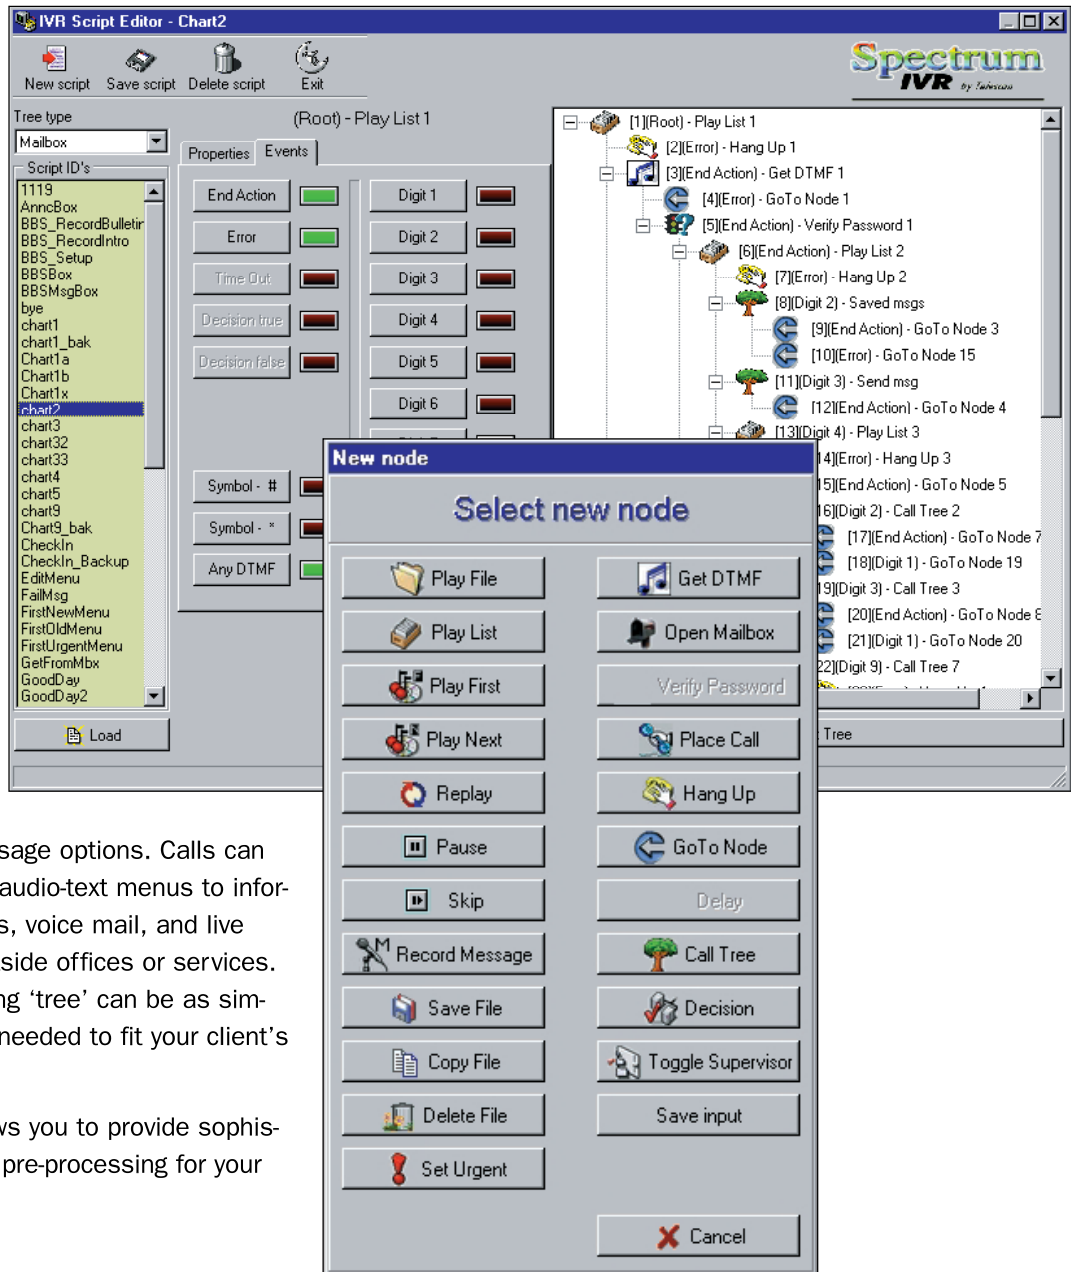 IVR Script Editor - Chart2
New script
Save script
Delete script
Exit
Spectrum
IVR by Telescan
Tree type
Mailbox
Script ID's
1119
AnncBox
BBS_RecordBulletin
BBS_RecordIntro
BBS_Setup
BBSBox
BBSMsgBox
bye
chart1
chart1_bak
Chart1a
Chart1b
Chart1x
chart2
chart3
chart32
chart33
chart4
chart5
chart9
Chart9_bak
CheckIn
CheckIn_Backup
EditMenu
FailMsg
FirstNewMenu
FirstOldMenu
FirstUrgentMenu
GetFromMbx
GoodDay
GoodDay2
Load
(Root) - Play List 1
Properties
Events
End Action
Error
Time Out
Decision true
Decision false
Symbol - #
Symbol - *
Any DTMF
Digit 1
Digit 2
Digit 3
Digit 4
Digit 5
Digit 6
[1](Root) - Play List 1
[2](Error) - Hang Up 1
[3](End Action) - Get DTMF 1
[4](Error) - GoTo Node 1
[5](End Action) - Verify Password 1
[6](End Action) - Play List 2
[7](Error) - Hang Up 2
[8](Digit 2) - Saved msgs
[9](End Action) - GoTo Node 3
[10](Error) - GoTo Node 15
[11](Digit 3) - Send msg
[12](End Action) - GoTo Node 4
[13](Digit 4) - Play List 3
14](Error) - Hang Up 3
15](End Action) - GoTo Node 5
16](Digit 2) - Call Tree 2
[17](End Action) - GoTo Node 7
[18](Digit 1) - GoTo Node 19
19](Digit 3) - Call Tree 3
[20](End Action) - GoTo Node 8
[21](Digit 1) - GoTo Node 20
22](Digit 9) - Call Tree 7
Tree
New node
Select new node
Play File
Play List
Play First
Play Next
Replay
Pause
Skip
Record Message
Save File
Copy File
Delete File
Set Urgent
Get DTMF
Open Mailbox
Verify Password
Place Call
Hang Up
GoTo Node
Delay
Call Tree
Decision
Toggle Supervisor
Save input
Cancel
sage options. Calls can
audio-text menus to infor-
s, voice mail, and live
side offices or services.
ng ‘tree’ can be as sim-
needed to fit your client's
ws you to provide sophis-
pre-processing for your